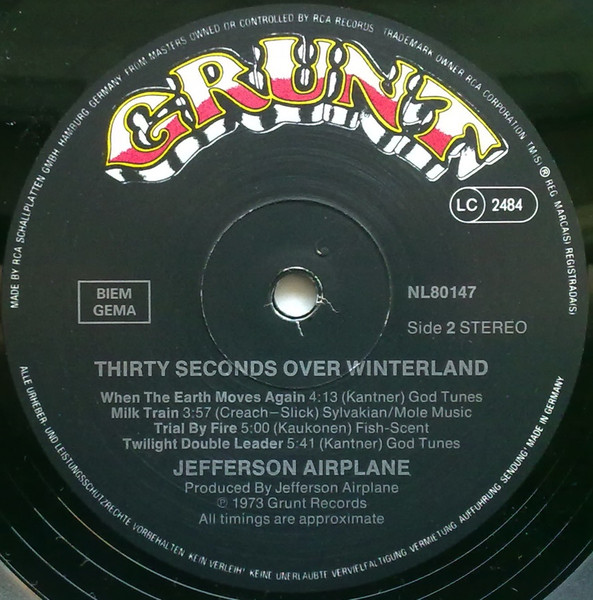 MADE BY RCA SCHALLPLATTEN GMBH HAMBURG GERMANY FROM MASTERS OWNED OR CONTROLLED BY RCA RECORDS TRADEMARK OWNER RCA CORPORATION TM(S) ® REG MARCA(S) REGISTRADA(S)
GRUNT
LC 2484
BIEM
GEMA
NL80147
Side 2 STEREO
THIRTY SECONDS OVER WINTERLAND
When The Earth Moves Again 4:13 (Kantner) God Tunes
Milk Train 3:57 (Creach–Slick) Sylvakian/Mole Music
Trial By Fire 5:00 (Kaukonen) Fish-Scent
Twilight Double Leader 5:41 (Kantner) God Tunes
JEFFERSON AIRPLANE
Produced By Jefferson Airplane
℗ 1973 Grunt Records
All timings are approximate
ALLE URHEBER- UND LEISTUNGSSCHUTZRECHTE VORBEHALTEN KEIN VERLEIH! KEINE UNERLAUBTE VERVIELFALTIGUNG VERMIETUNG AUFFUHRUNG SENDUNG' MADE IN GERMANY